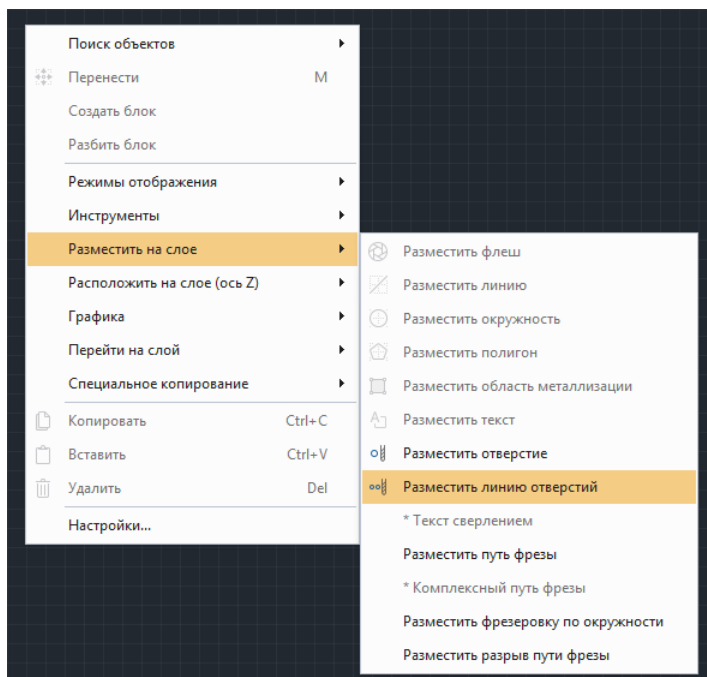 Поиск объектов
Перенести M
Создать блок
Разбить блок
Режимы отображения
Инструменты
Разместить на слое
Расположить на слое (ось Z)
Графика
Перейти на слой
Специальное копирование
Копировать Ctrl+C
Вставить Ctrl+V
Удалить Del
Настройки...
Разместить флеш
Разместить линию
Разместить окружность
Разместить полигон
Разместить область металлизации
Разместить текст
Разместить отверстие
Разместить линию отверстий
* Текст сверлением
Разместить путь фрезы
* Комплексный путь фрезы
Разместить фрезеровку по окружности
Разместить разрыв пути фрезы